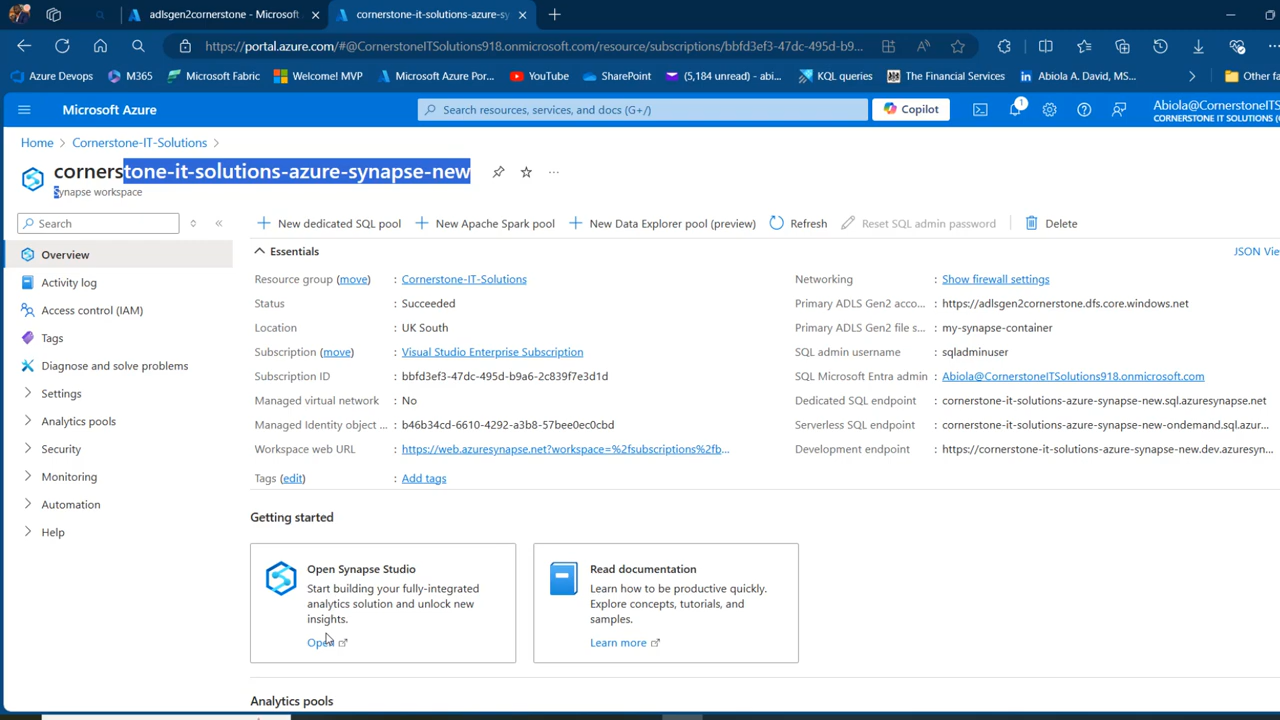 adlsgen2cornerstone - Microsoft
cornerstone-it-solutions-azure-sy
https://portal.azure.com/#@CornerstoneITSolutions918.onmicrosoft.com/resource/subscriptions/bbfd3ef3-47dc-495d-b9...
Azure Devops
M365
Microsoft Fabric
Welcome! MVP
Microsoft Azure Por...
YouTube
SharePoint
(5,184 unread) - abi...
KQL queries
The Financial Services
Abiola A. David, MS...
Other fa
Microsoft Azure
Search resources, services, and docs (G+/)
Copilot
1
Abiola@CornerstoneIT
CORNERSTONE IT SOLUTIONS (
Home > Cornerstone-IT-Solutions >
cornerstone-it-solutions-azure-synapse-new
Synapse workspace
Search
Overview
Activity log
Access control (IAM)
Tags
Diagnose and solve problems
Settings
Analytics pools
Security
Monitoring
Automation
Help
New dedicated SQL pool
New Apache Spark pool
New Data Explorer pool (preview)
Refresh
Reset SQL admin password
Delete
Essentials
JSON Vie
Resource group (move) : Cornerstone-IT-Solutions
Status : Succeeded
Location : UK South
Subscription (move) : Visual Studio Enterprise Subscription
Subscription ID : bbfd3ef3-47dc-495d-b9a6-2c839f7e3d1d
Managed virtual network : No
Managed Identity object ... : b46b34cd-6610-4292-a3b8-57bee0ec0cbd
Workspace web URL : https://web.azuresynapse.net?workspace=%2fsubscriptions%2fb...
Tags (edit) : Add tags
Networking : Show firewall settings
Primary ADLS Gen2 acco... : https://adlsgen2cornerstone.dfs.core.windows.net
Primary ADLS Gen2 file s... : my-synapse-container
SQL admin username : sqladminuser
SQL Microsoft Entra admin : Abiola@CornerstoneITSolutions918.onmicrosoft.com
Dedicated SQL endpoint : cornerstone-it-solutions-azure-synapse-new.sql.azuresynapse.net
Serverless SQL endpoint : cornerstone-it-solutions-azure-synapse-new-ondemand.sql.azur...
Development endpoint : https://cornerstone-it-solutions-azure-synapse-new.dev.azuresyn...
Getting started
Open Synapse Studio
Start building your fully-integrated
analytics solution and unlock new
insights.
Open
Read documentation
Learn how to be productive quickly.
Explore concepts, tutorials, and
samples.
Learn more
Analytics pools